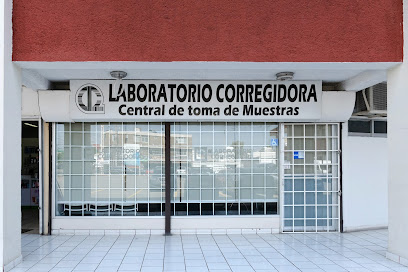 LABORATORIO CORREGIDORA
Central de toma de Muestras